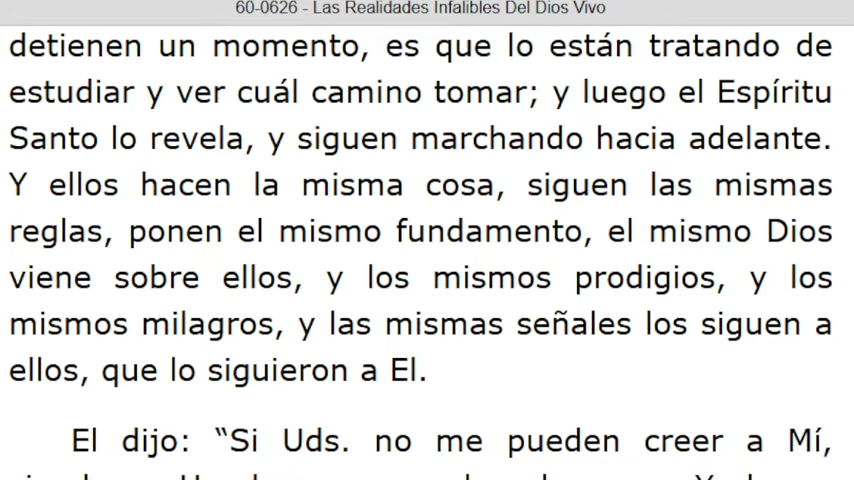 60-0626 - Las Realidades Infalibles Del Dios Vivo
detienen un momento, es que lo están tratando de
estudiar y ver cuál camino tomar; y luego el Espíritu
Santo lo revela, y siguen marchando hacia adelante.
Y ellos hacen la misma cosa, siguen las mismas
reglas, ponen el mismo fundamento, el mismo Dios
viene sobre ellos, y los mismos prodigios, y los
mismos milagros, y las mismas señales los siguen a
ellos, que lo siguieron a El.
El dijo: “Si Uds. no me pueden creer a Mí,